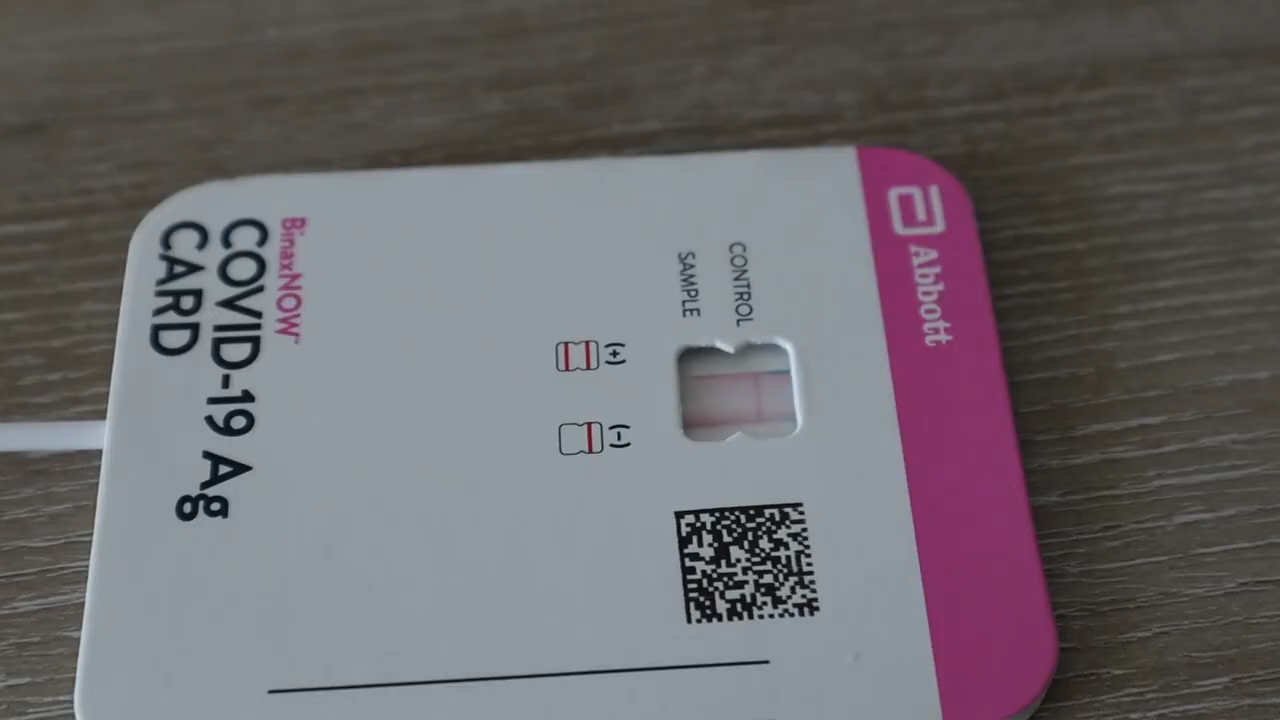 BinaxNOW™
COVID-19 Ag
CARD
SAMPLE
CONTROL
(+)
(-)
Abbott